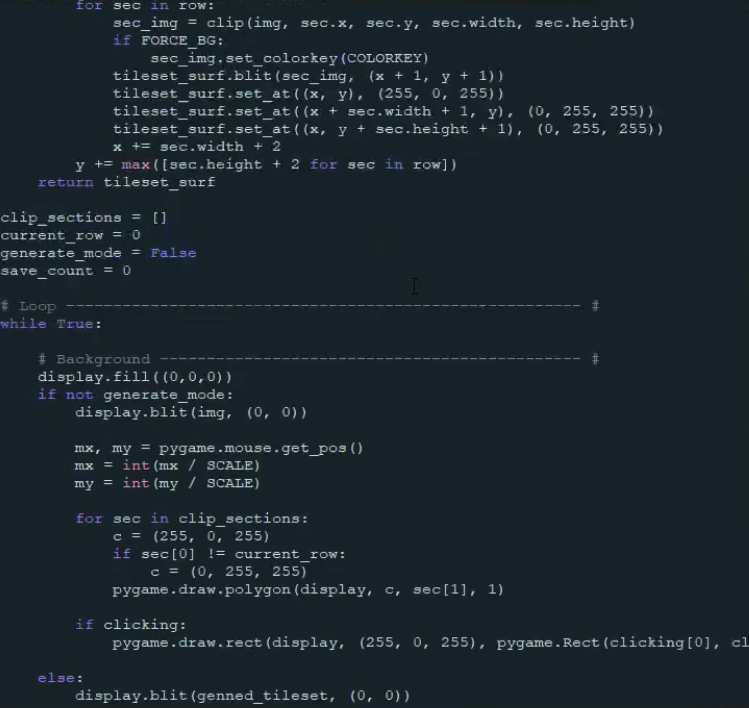 for sec in row:
sec_img = clip(img, sec.x, sec.y, sec.width, sec.height)
if FORCE_BG:
sec_img.set_colorkey(COLORKEY)
tileset_surf.blit(sec_img, (x + 1, y + 1))
tileset_surf.set_at((x, y), (255, 0, 255))
tileset_surf.set_at((x + sec.width + 1, y), (0, 255, 255))
tileset_surf.set_at((x, y + sec.height + 1), (0, 255, 255))
x += sec.width + 2
y += max([sec.height + 2 for sec in row])
return tileset_surf
clip_sections = []
current_row = 0
generate_mode = False
save_count = 0
# Loop ------------------------------------------------------- #
while True:
# Background --------------------------------------------- #
display.fill((0,0,0))
if not generate_mode:
display.blit(img, (0, 0))
mx, my = pygame.mouse.get_pos()
mx = int(mx / SCALE)
my = int(my / SCALE)
for sec in clip_sections:
c = (255, 0, 255)
if sec[0] != current_row:
c = (0, 255, 255)
pygame.draw.polygon(display, c, sec[1], 1)
if clicking:
pygame.draw.rect(display, (255, 0, 255), pygame.Rect(clicking[0], cl
else:
display.blit(genned_tileset, (0, 0))